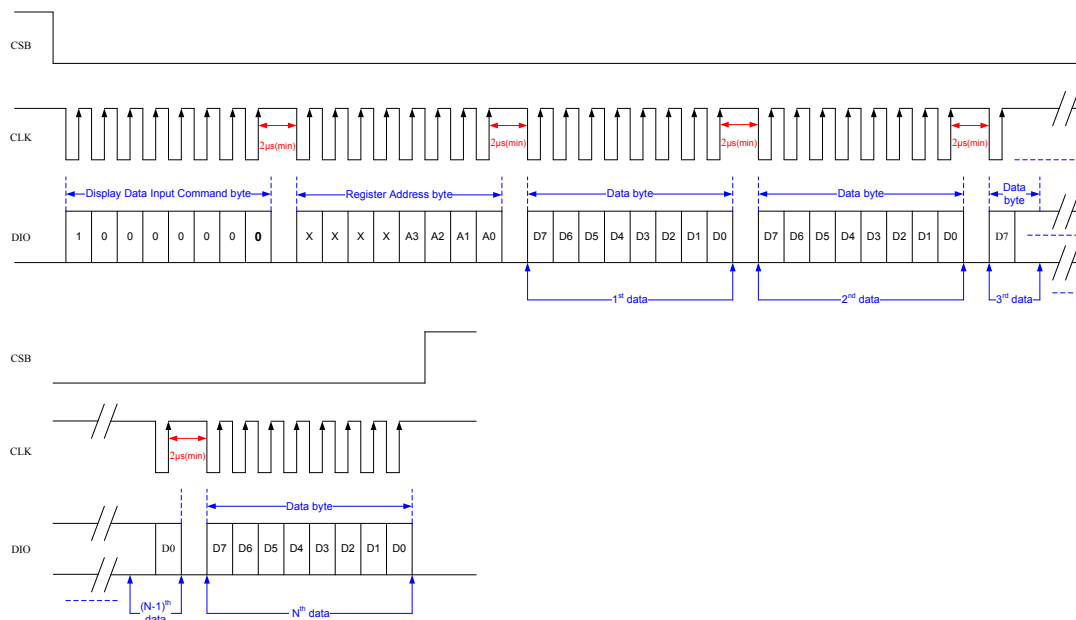 CSB
CLK
2μs(min) 2μs(min) 2μs(min) 2μs(min)
Display Data Input Command byte Register Address byte Data byte Data byte Data
byte
DIO 1 0 0 0 0 0 0 0 X X X X A3 A2 A1 A0 D7 D6 D5 D4 D3 D2 D1 D0 D7 D6 D5 D4 D3 D2 D1 D0 D7
1st data 2nd data 3rd data
CSB
CLK
2μs(min)
Data byte
DIO D0 D7 D6 D5 D4 D3 D2 D1 D0
(N-1)th
data
Nth data